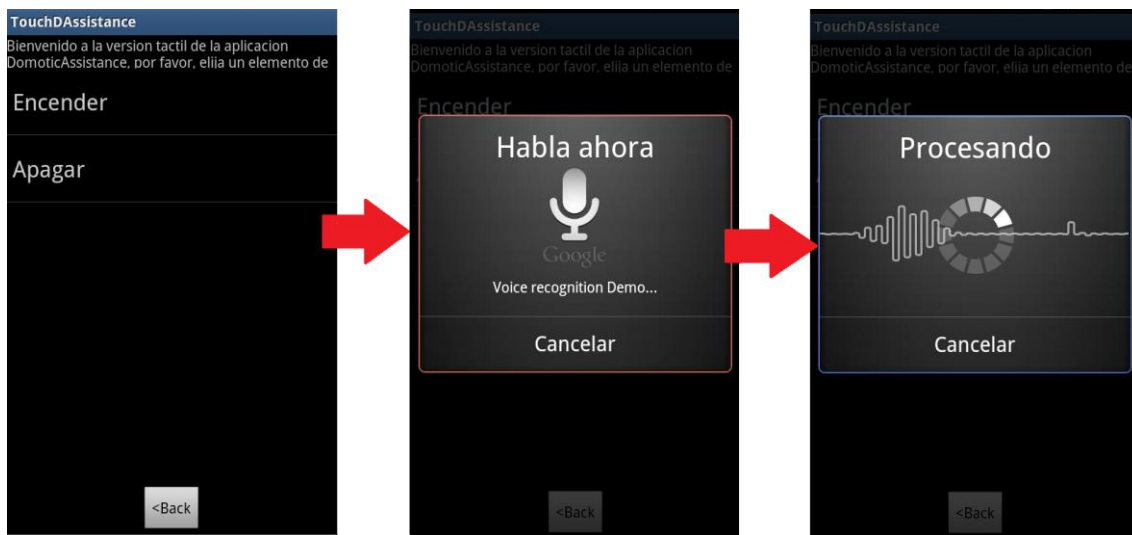 TouchDAssistance
Bienvenido a la version tactil de la aplicacion
DomoticAssistance, por favor, elija un elemento de
Encender
Apagar
<Back
TouchDAssistance
Bienvenido a la version tactil de la aplicacion
DomoticAssistance, por favor, elija un elemento de
Encender
Habla ahora
Google
Voice recognition Demo...
Cancelar
<Back
TouchDAssistance
Bienvenido a la version tactil de la aplicacion
DomoticAssistance, por favor, elija un elemento de
Encender
Procesando
Cancelar
<Back